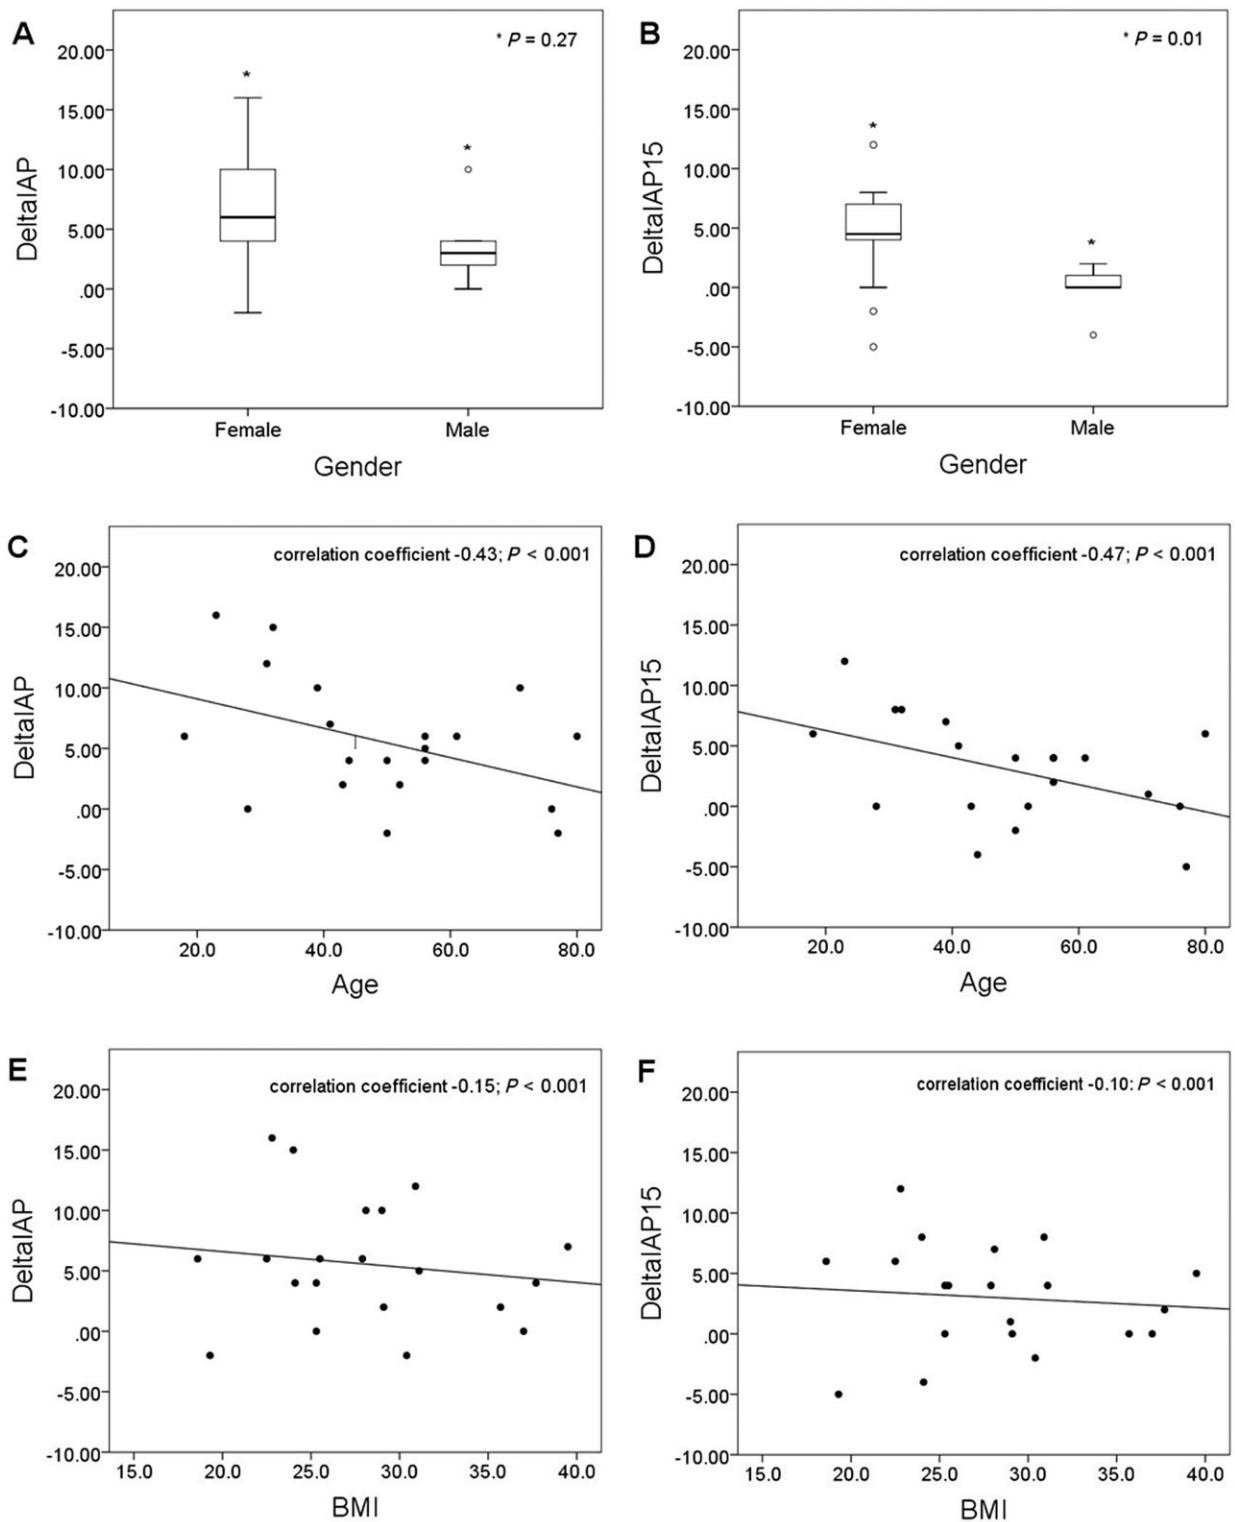 A
* P = 0.27
20.00
15.00
10.00
5.00
.00
-5.00
-10.00
DeltaIAP
Female
Male
Gender
B
* P = 0.01
20.00
15.00
10.00
5.00
.00
-5.00
-10.00
DeltaIAP15
Female
Male
Gender
C
correlation coefficient -0.43; P < 0.001
20.00
15.00
10.00
5.00
.00
-5.00
-10.00
DeltaIAP
20.0
40.0
60.0
80.0
Age
D
correlation coefficient -0.47; P < 0.001
20.00
15.00
10.00
5.00
.00
-5.00
-10.00
DeltaIAP15
20.0
40.0
60.0
80.0
Age
E
correlation coefficient -0.15; P < 0.001
20.00
15.00
10.00
5.00
.00
-5.00
-10.00
DeltaIAP
15.0
20.0
25.0
30.0
35.0
40.0
BMI
F
correlation coefficient -0.10: P < 0.001
20.00
15.00
10.00
5.00
.00
-5.00
-10.00
DeltaIAP15
15.0
20.0
25.0
30.0
35.0
40.0
BMI